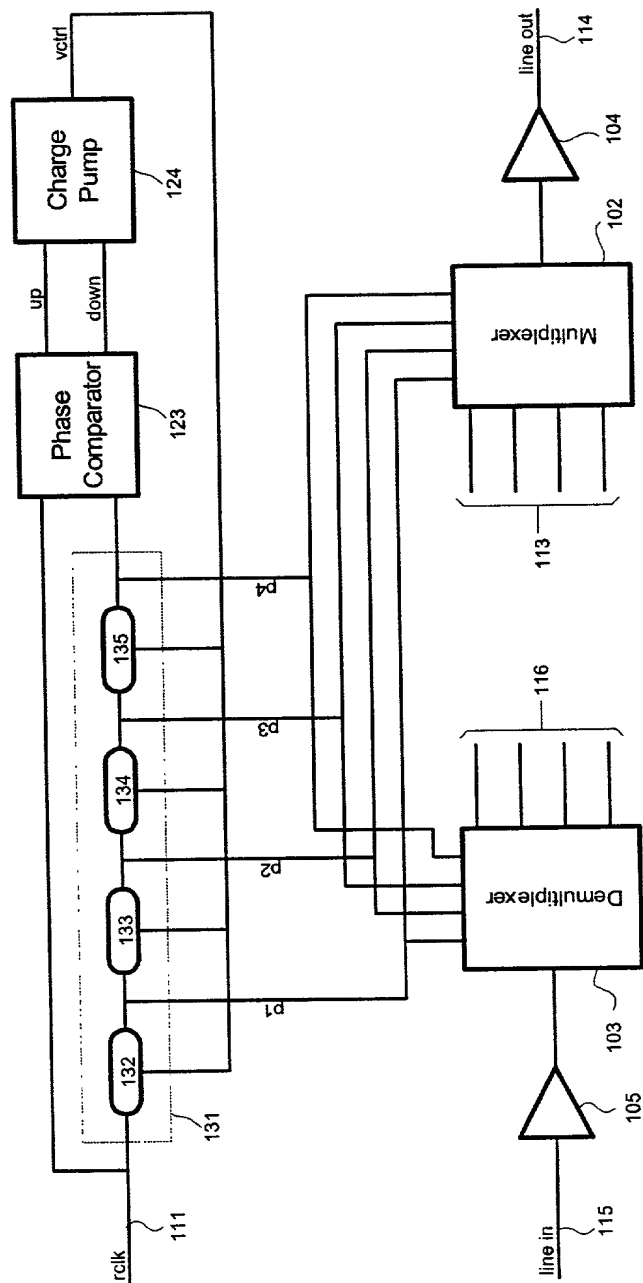 rclk
111
131
132
133
134
135
Phase
Comparator
123
up
down
Charge
Pump
124
vctrl
p1
p2
p3
p4
line in
115
105
Demultiplexer
103
116
113
Multiplexer
102
104
line out
114